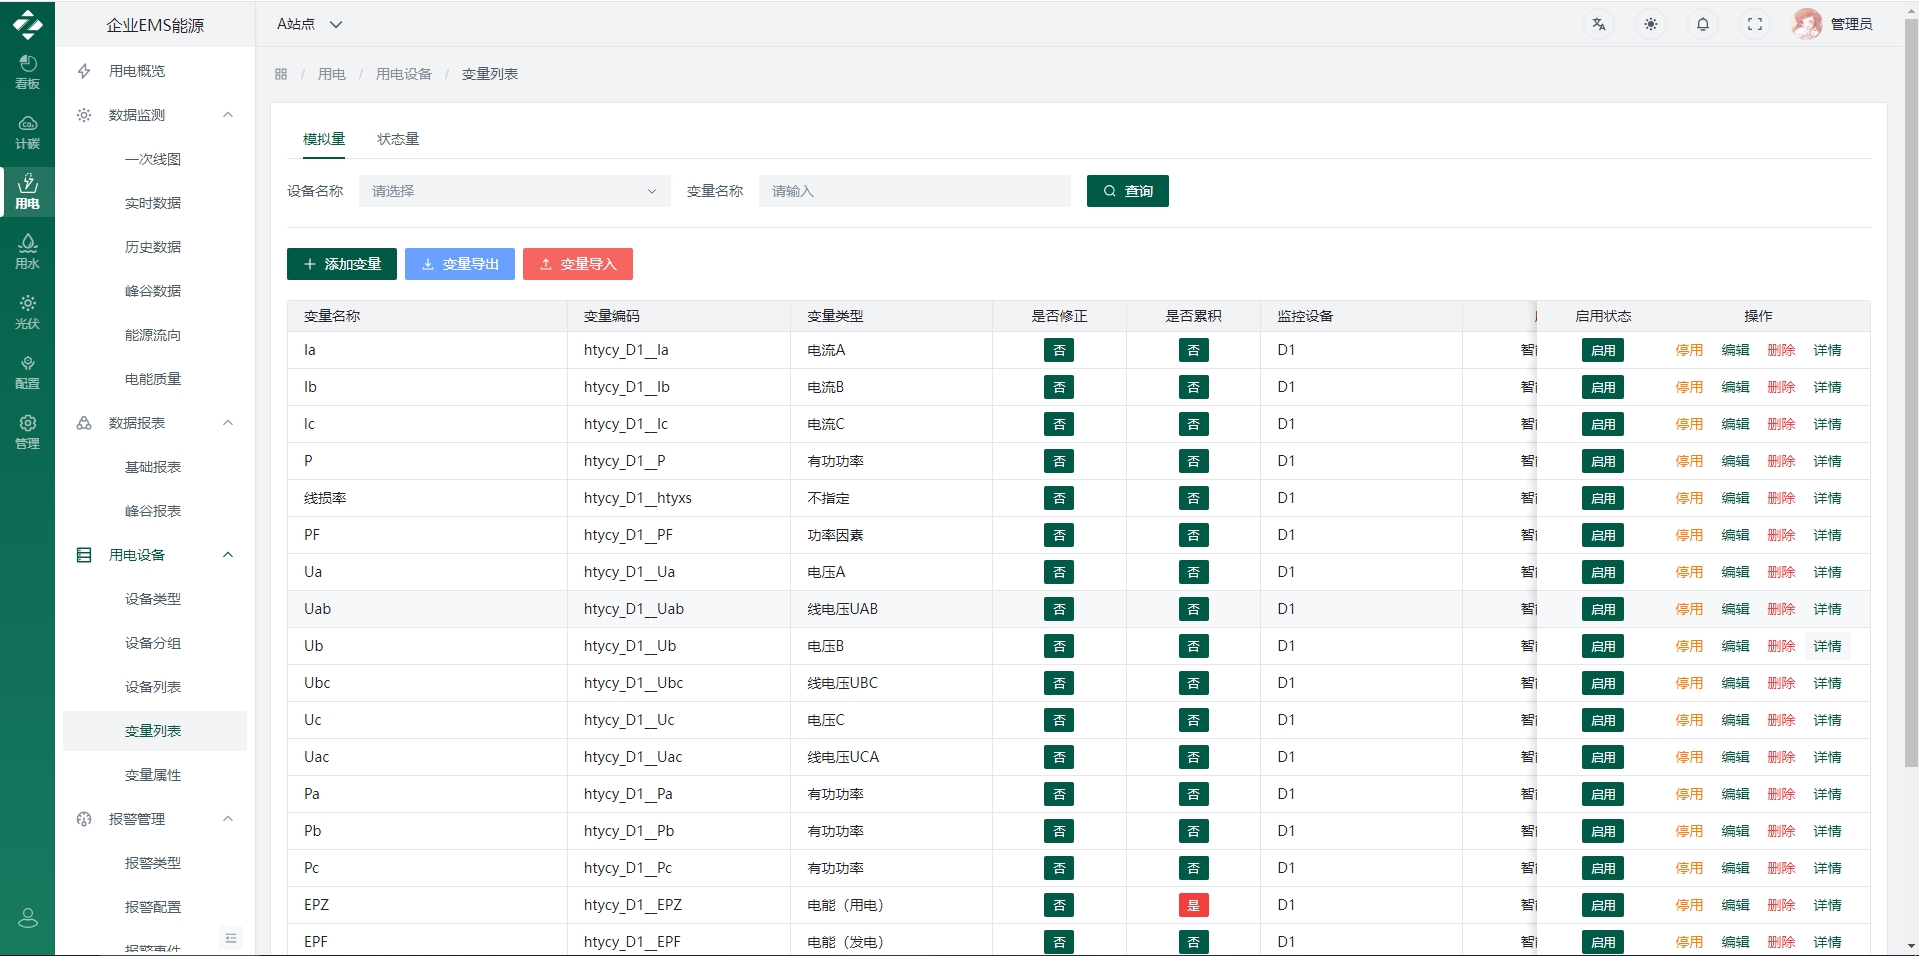 企业EMS能源
A站点
管理员
看板
计碳
用电
用水
光伏
配置
管理
用电概览
数据监测
一次线图
实时数据
历史数据
峰谷数据
能源流向
电能质量
数据报表
基础报表
峰谷报表
用电设备
设备类型
设备分组
设备列表
变量列表
变量属性
报警管理
报警类型
报警配置
报警事件
用电 / 用电设备 / 变量列表
模拟量 状态量
设备名称 请选择 变量名称 请输入 查询
添加变量 变量导出 变量导入
变量名称 变量编码 变量类型 是否修正 是否累积 监控设备 启用状态 操作
Ia htycy_D1__Ia 电流A 否 否 D1 智 启用 停用 编辑 删除 详情
Ib htycy_D1__Ib 电流B 否 否 D1 智 启用 停用 编辑 删除 详情
Ic htycy_D1__Ic 电流C 否 否 D1 智 启用 停用 编辑 删除 详情
P htycy_D1__P 有功功率 否 否 D1 智 启用 停用 编辑 删除 详情
线损率 htycy_D1__htyxs 不指定 否 否 D1 智 启用 停用 编辑 删除 详情
PF htycy_D1__PF 功率因素 否 否 D1 智 启用 停用 编辑 删除 详情
Ua htycy_D1__Ua 电压A 否 否 D1 智 启用 停用 编辑 删除 详情
Uab htycy_D1__Uab 线电压UAB 否 否 D1 智 启用 停用 编辑 删除 详情
Ub htycy_D1__Ub 电压B 否 否 D1 智 启用 停用 编辑 删除 详情
Ubc htycy_D1__Ubc 线电压UBC 否 否 D1 智 启用 停用 编辑 删除 详情
Uc htycy_D1__Uc 电压C 否 否 D1 智 启用 停用 编辑 删除 详情
Uac htycy_D1__Uac 线电压UCA 否 否 D1 智 启用 停用 编辑 删除 详情
Pa htycy_D1__Pa 有功功率 否 否 D1 智 启用 停用 编辑 删除 详情
Pb htycy_D1__Pb 有功功率 否 否 D1 智 启用 停用 编辑 删除 详情
Pc htycy_D1__Pc 有功功率 否 否 D1 智 启用 停用 编辑 删除 详情
EPZ htycy_D1__EPZ 电能（用电） 否 是 D1 智 启用 停用 编辑 删除 详情
EPF htycy_D1__EPF 电能（发电） 否 否 D1 智 启用 停用 编辑 删除 详情